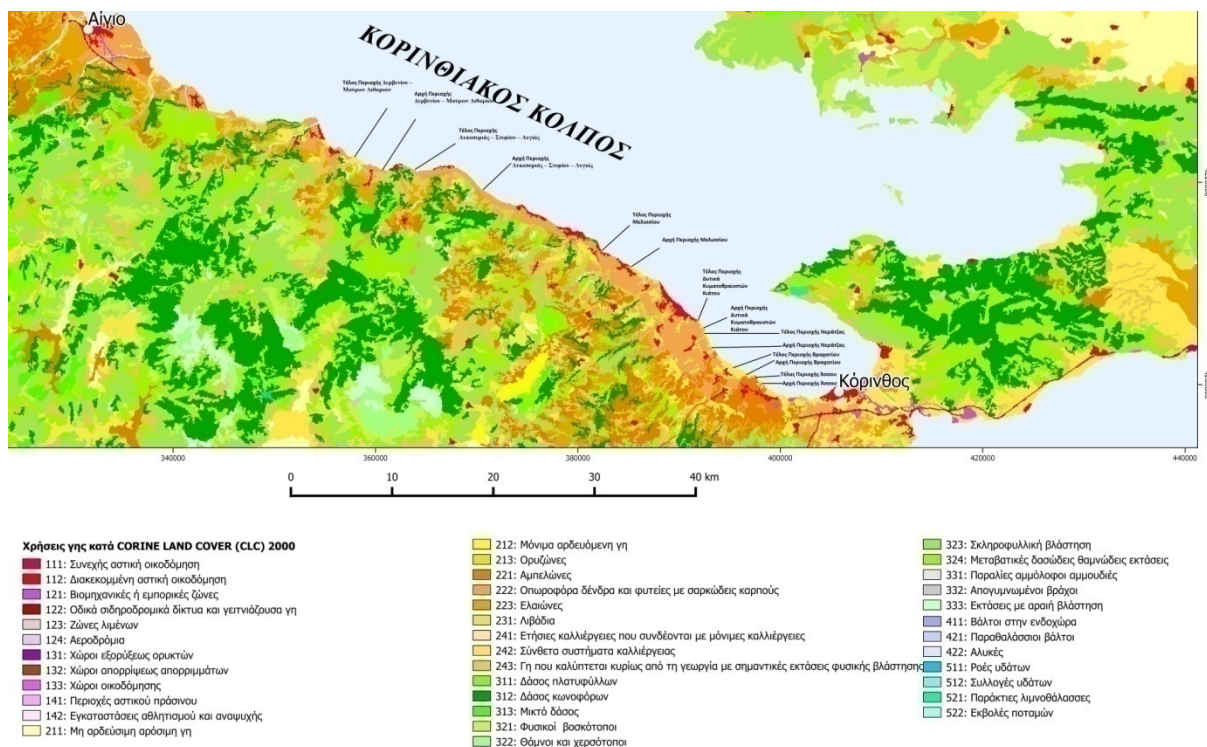 Αίγιο
ΚΟΡΙΝΘΙΑΚΟΣ ΚΟΛΠΟΣ
Τέλος Περιοχής Δερβενίου –
Μαύρων Λιθαριών
Αρχή Περιοχής
Δερβενίου – Μαύρων Λιθαριών
Τέλος Περιοχής
Λυκοποριάς – Στομίου – Λυγιάς
Αρχή Περιοχής
Λυκοποριάς – Στομίου – Λυγιάς
Τέλος Περιοχής
Μελισσίου
Αρχή Περιοχής Μελισσίου
Τέλος Περιοχής
Δυτικά
Κυματοθραυστών
Κιάτου
Αρχή Περιοχής
Δυτικά
Κυματοθραυστών
Κιάτου
Τέλος Περιοχής Νεράτζας
Αρχή Περιοχής Νεράτζας
Τέλος Περιοχής Βραχατίου
Αρχή Περιοχής Βραχατίου
Τέλος Περιοχής Άσσου
Αρχή Περιοχής Άσσου
Κόρινθος
340000
360000
380000
400000
420000
440000
0 10 20 30 40 km
Χρήσεις γης κατά CORINE LAND COVER (CLC) 2000
111: Συνεχής αστική οικοδόμηση
112: Διακεκομμένη αστική οικοδόμηση
121: Βιομηχανικές ή εμπορικές ζώνες
122: Οδικά σιδηροδρομικά δίκτυα και γειτνιάζουσα γη
123: Ζώνες λιμένων
124: Αεροδρόμια
131: Χώροι εξορύξεως ορυκτών
132: Χώροι απορρίψεως απορριμμάτων
133: Χώροι οικοδόμησης
141: Περιοχές αστικού πράσινου
142: Εγκαταστάσεις αθλητισμού και αναψυχής
211: Μη αρδεύσιμη αρόσιμη γη
212: Μόνιμα αρδευόμενη γη
213: Ορυζώνες
221: Αμπελώνες
222: Οπωροφόρα δένδρα και φυτείες με σαρκώδεις καρπούς
223: Ελαιώνες
231: Λιβάδια
241: Ετήσιες καλλιέργειες που συνδέονται με μόνιμες καλλιέργειες
242: Σύνθετα συστήματα καλλιέργειας
243: Γη που καλύπτεται κυρίως από τη γεωργία με σημαντικές εκτάσεις φυσικής βλάστησης
311: Δάσος πλατυφύλλων
312: Δάσος κωνοφόρων
313: Μικτό δάσος
321: Φυσικοί βοσκότοποι
322: Θάμνοι και χερσότοποι
323: Σκληροφυλλική βλάστηση
324: Μεταβατικές δασώδεις θαμνώδεις εκτάσεις
331: Παραλίες αμμόλοφοι αμμουδιές
332: Απογυμνωμένοι βράχοι
333: Εκτάσεις με αραιή βλάστηση
411: Βάλτοι στην ενδοχώρα
421: Παραθαλάσσιοι βάλτοι
422: Αλυκές
511: Ροές υδάτων
512: Συλλογές υδάτων
521: Παράκτιες λιμνοθάλασσες
522: Εκβολές ποταμών